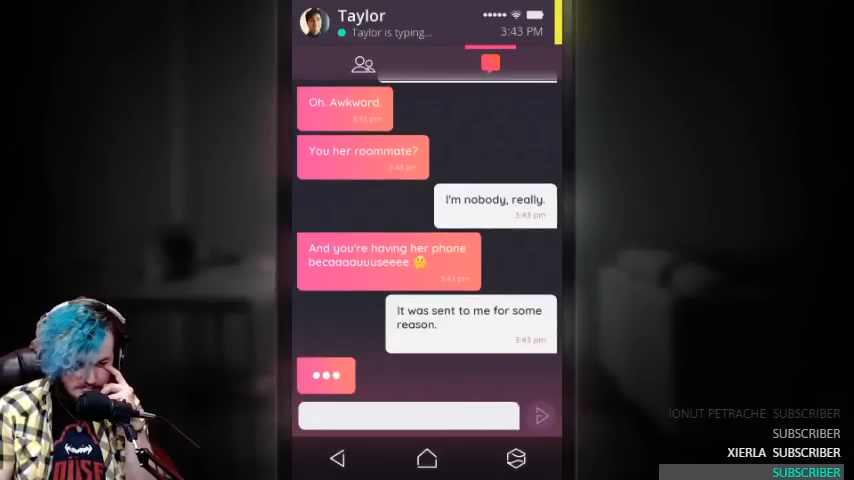 Taylor
Taylor is typing...
3:43 PM
Oh. Awkward.
3:43 pm
You her roommate?
3:43 pm
I'm nobody, really.
3:43 pm
And you're having her phone
becaaaauuuseeee 🤔
3:43 pm
It was sent to me for some
reason.
3:43 pm
IONUT PETRACHE SUBSCRIBER
SUBSCRIBER
XIERLA SUBSCRIBER
SUBSCRIBER